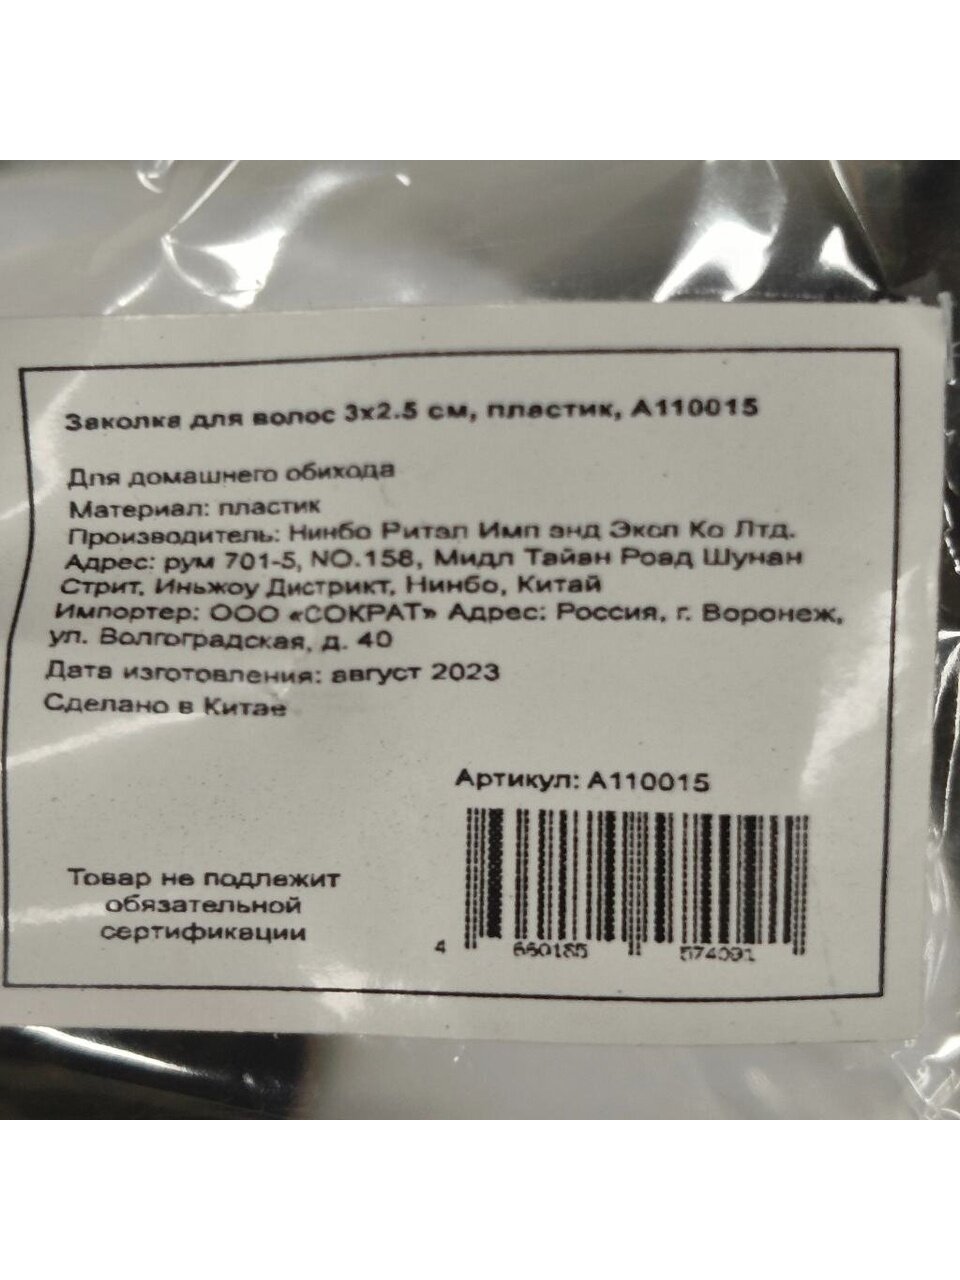 Заколка для волос 3x2.5 см, пластик, А110015
Для домашнего обихода
Материал: пластик
Производитель: Нинбо Ритэл Имп энд Эксп Ко Лтд.
Адрес: рум 701-5, NO.158, Мидл Тайан Роад Шунан
Стрит, Иньжоу Дистрикт, Нинбо, Китай
Импортер: ООО «СОКРАТ» Адрес: Россия, г. Воронеж,
ул. Волгоградская, д. 40
Дата изготовления: август 2023
Сделано в Китае
Артикул: А110015
Товар не подлежит
обязательной
сертификации
4 660185 574091